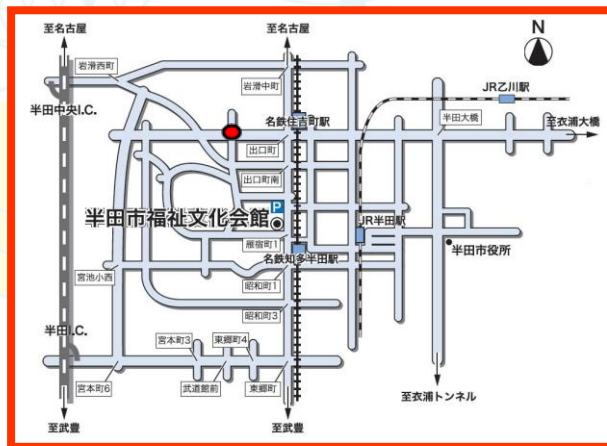 至名古屋
至名古屋
N
岩滑西町
岩滑中町
JR乙川駅
半田中央I.C.
名鉄住吉町駅
半田大橋
至衣浦大橋
出口町
出口町南
P
半田市福祉文化会館
JR半田駅
雁宿町1
半田市役所
名鉄知多半田駅
宮池小西
昭和町1
昭和町3
半田I.C.
宮本町3
東郷町4
宮本町6
武道館前
東郷町
至衣浦トンネル
至武豊
至武豊